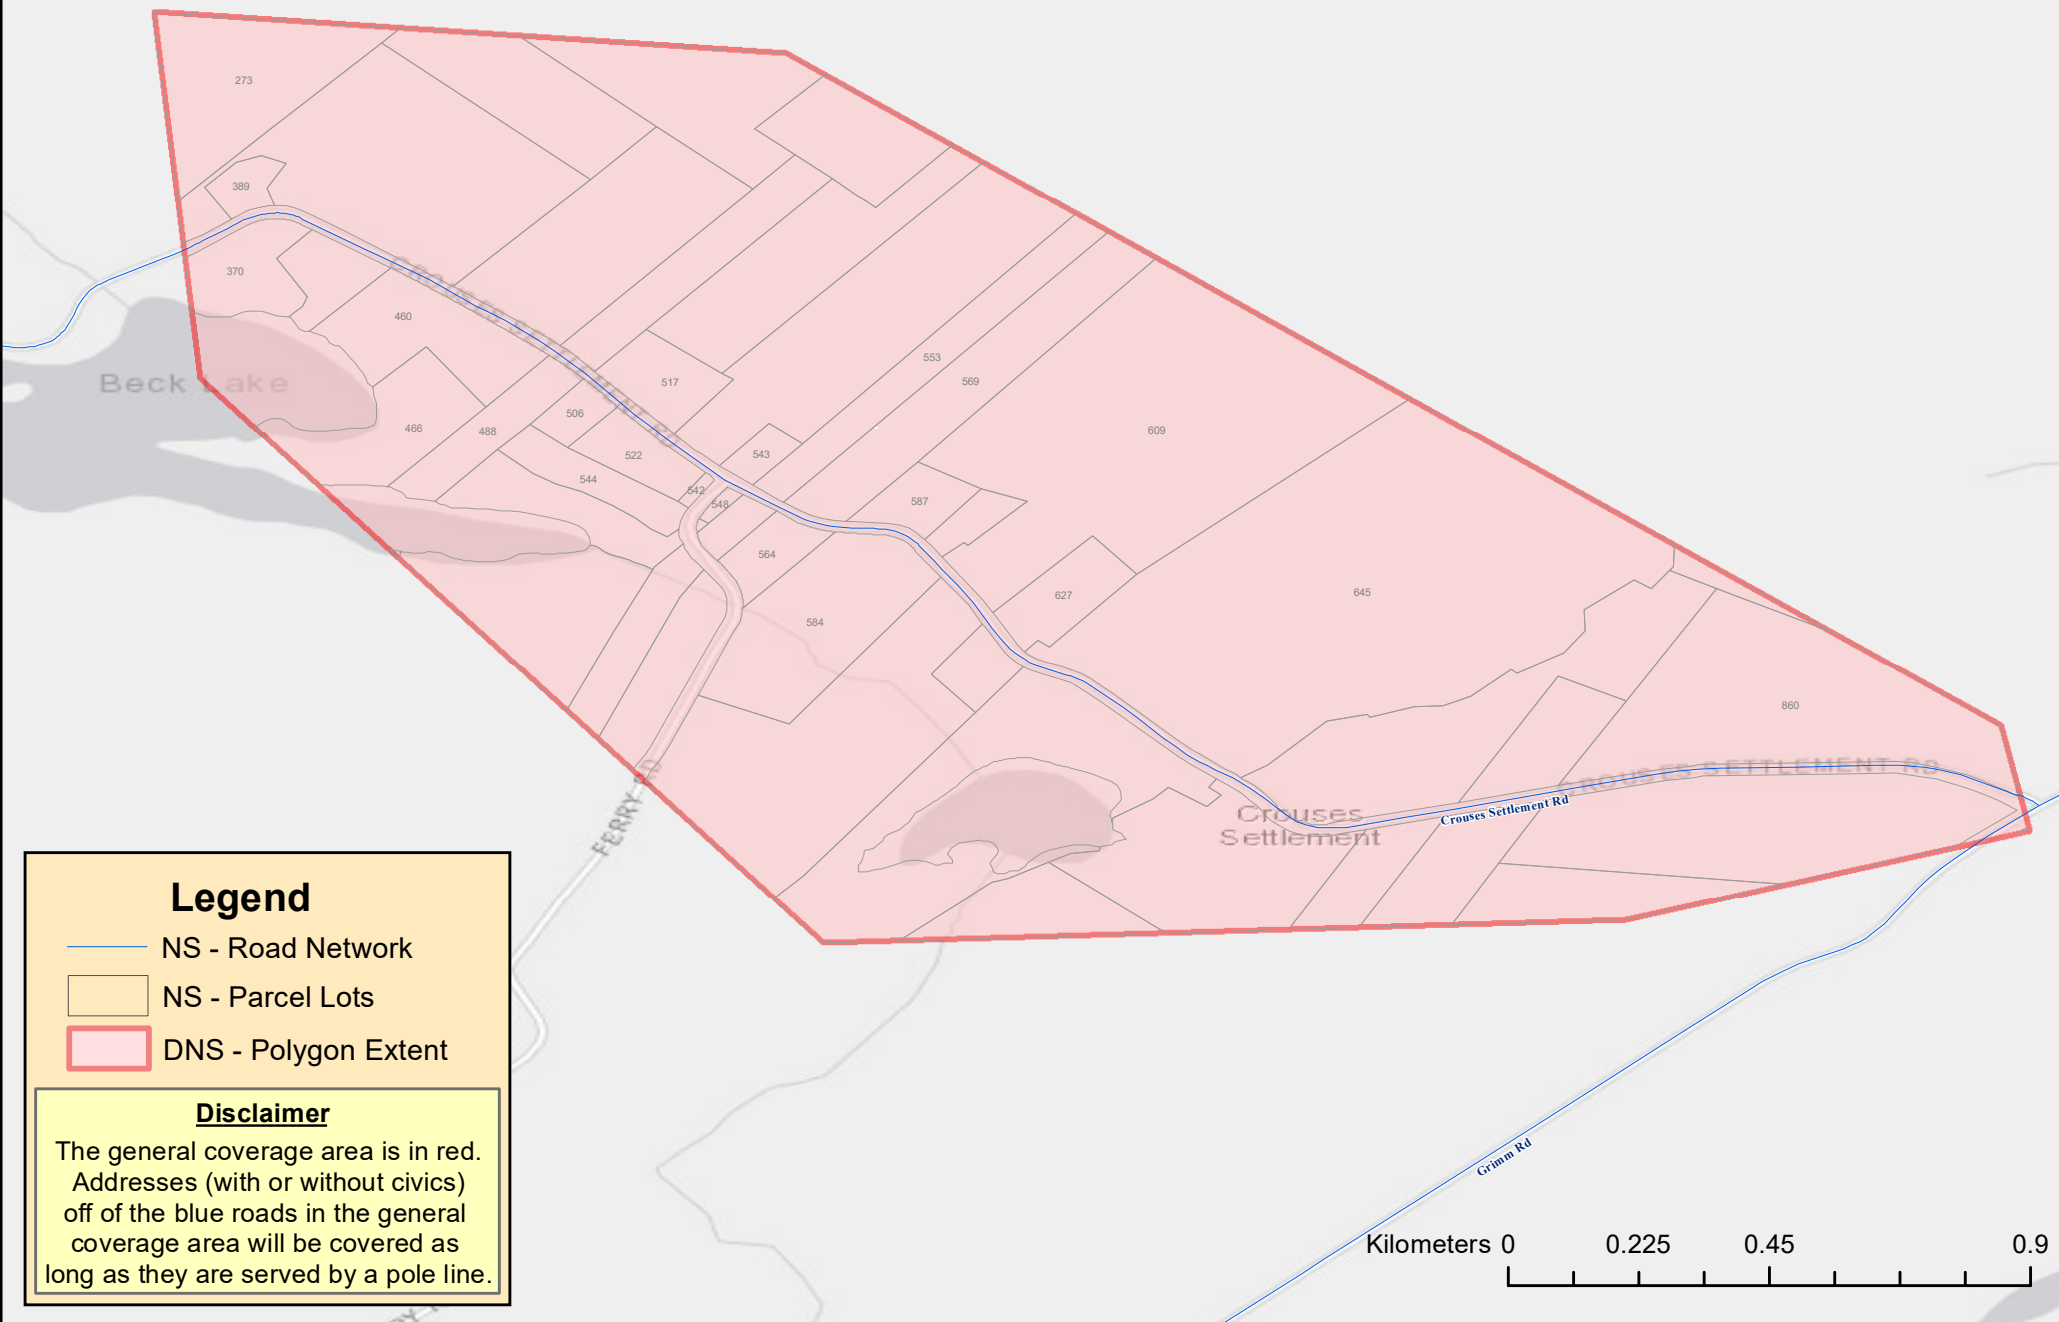 273
389
370
CROUSES SETTLEMENT RD
460
Beck Lake
553
517
569
506
466
488
609
522
543
544
542
548
587
564
645
627
584
860
CROUSES SETTLEMENT RD
FERRY RD
Crouses Settlement Rd
Crouses
Settlement
Legend
NS - Road Network
NS - Parcel Lots
DNS - Polygon Extent
Disclaimer
The general coverage area is in red.
Addresses (with or without civics)
off of the blue roads in the general
coverage area will be covered as
long as they are served by a pole line.
Grimm Rd
Kilometers 0 0.225 0.45 0.9